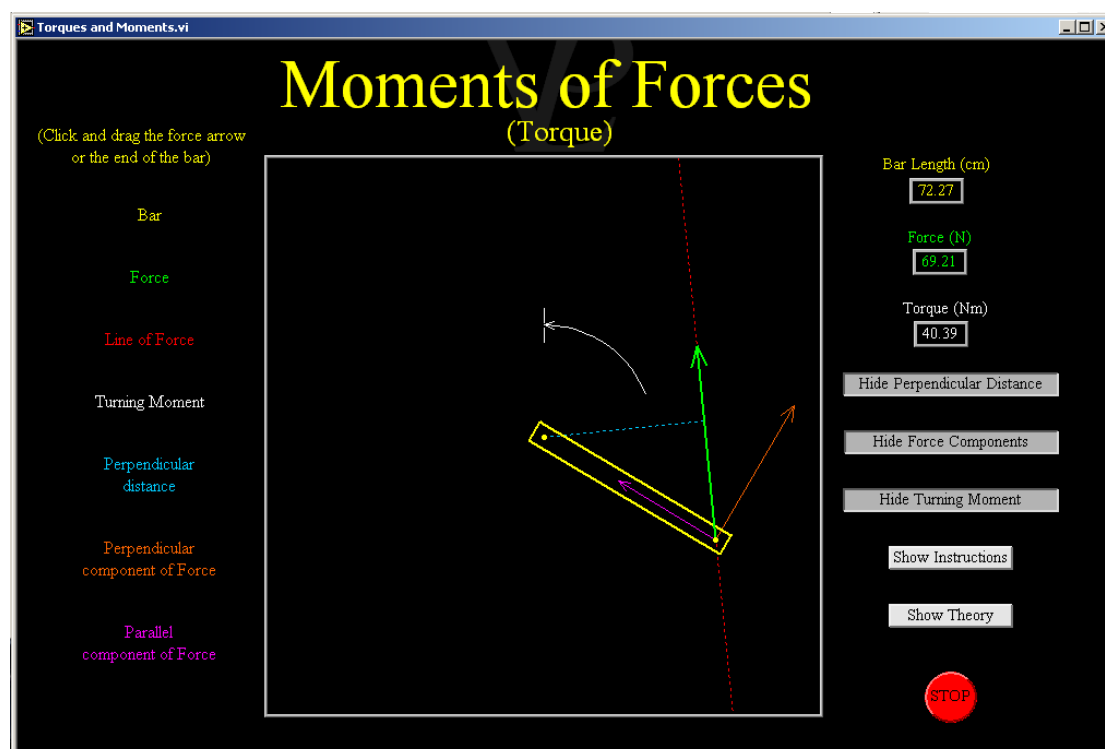 Torques and Moments.vi
Moments of Forces
(Torque)
(Click and drag the force arrow
or the end of the bar)
Bar
Force
Line of Force
Turning Moment
Perpendicular
distance
Perpendicular
component of Force
Parallel
component of Force
Bar Length (cm)
72.27
Force (N)
69.21
Torque (Nm)
40.39
Hide Perpendicular Distance
Hide Force Components
Hide Turning Moment
Show Instructions
Show Theory
STOP